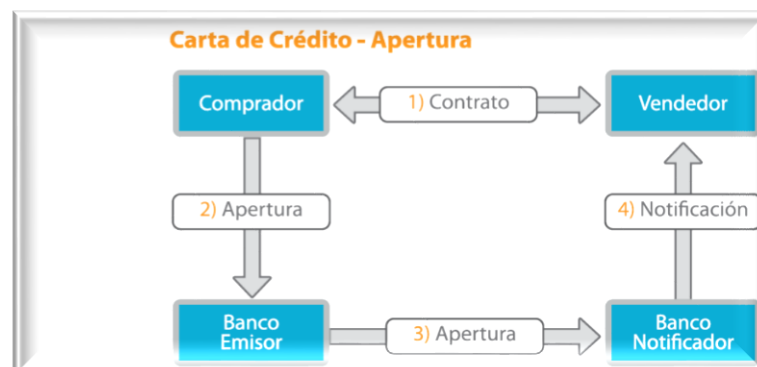 Carta de Crédito - Apertura
Comprador
1) Contrato
Vendedor
2) Apertura
4) Notificación
Banco
Emisor
3) Apertura
Banco
Notificador